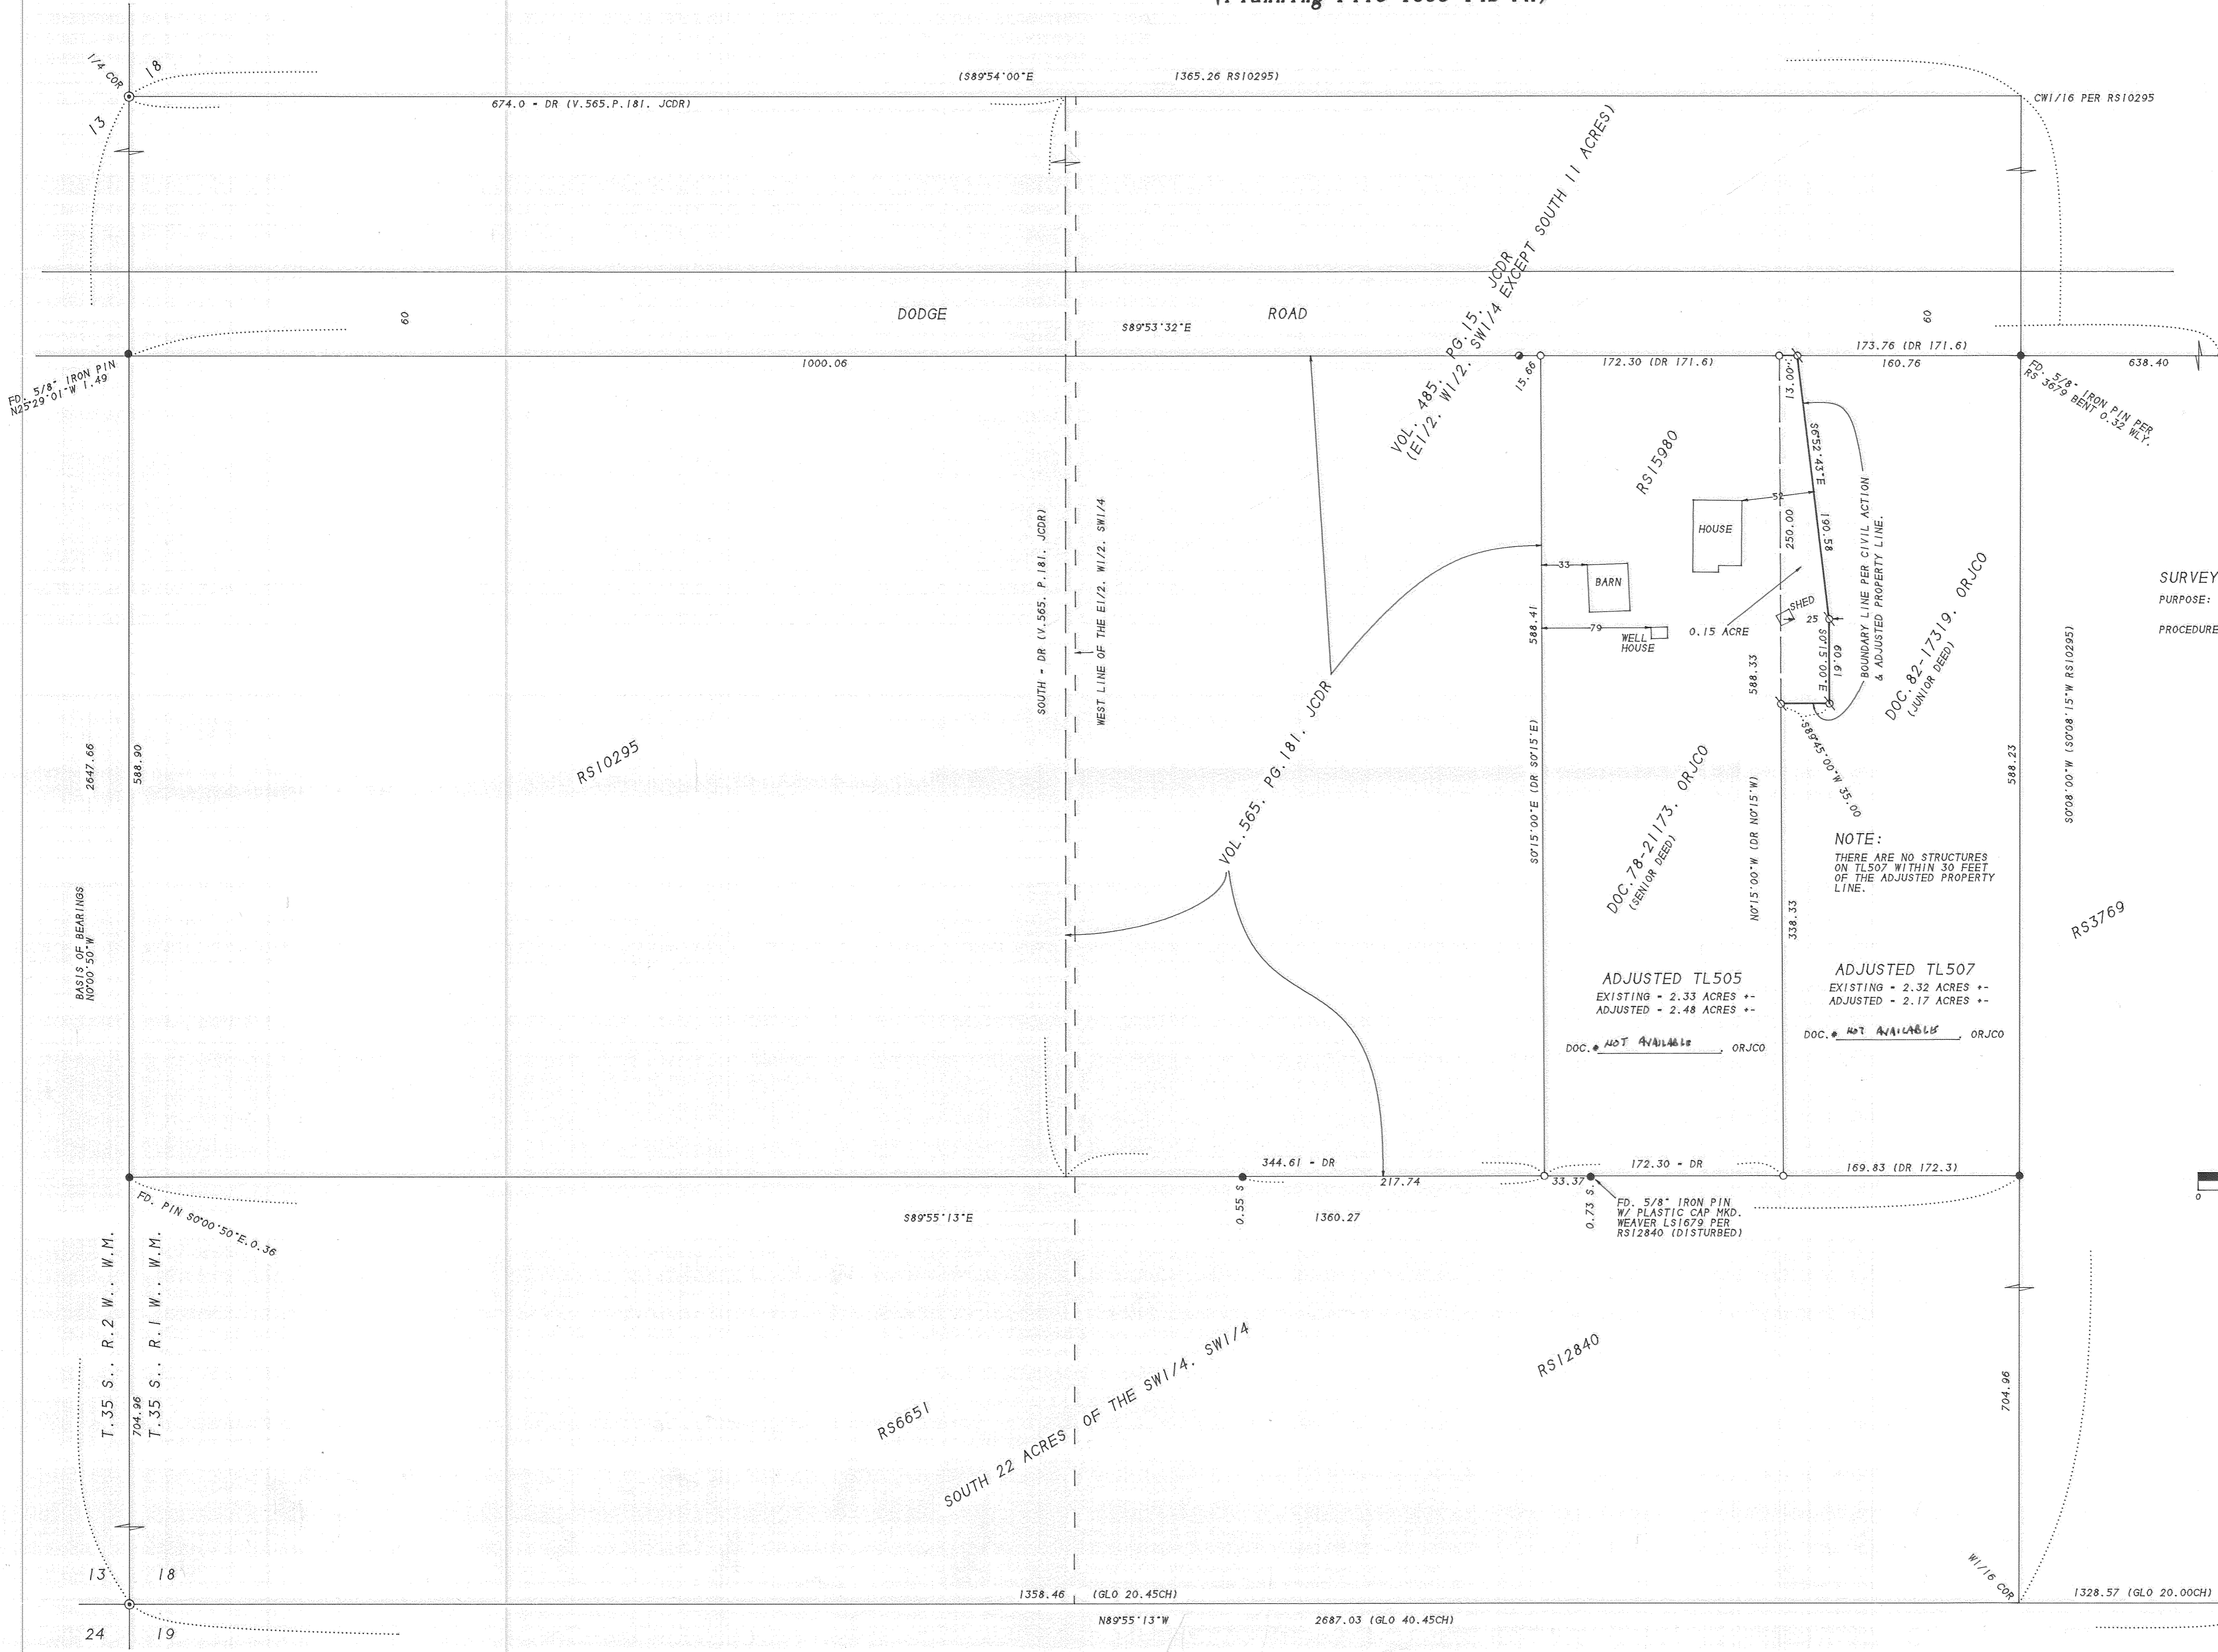 1/4 COR
18
13
(S89°54'00"E 1365.26 RS10295)
674.0 - DR (V.565.P.181. JCDR)
CW1/16 PER RS10295
60
DODGE ROAD
S89°53'32"E
60
FD. 5/8" IRON PIN
N25°29'01"W 1.49
1000.06
15.66
172.30 (DR 171.6)
13.00
173.76 (DR 171.6)
160.76
638.40
FD. 5/8" IRON PIN PER
RS 3679 BENT 0.32 WLY.
VOL. 485. PG. 15. JCDR
(E1/2. W1/2. SW1/4 EXCEPT SOUTH 11 ACRES)
RS15980
S6°52'43"E
190.58
52
HOUSE
250.00
BOUNDARY LINE PER CIVIL ACTION
& ADJUSTED PROPERTY LINE.
SOUTH - DR (V.565. P.181. JCDR)
WEST LINE OF THE E1/2. W1/2. SW1/4
33
BARN
SHED
25
79
WELL
HOUSE
0.15 ACRE
S0°15'00"E
60.61
588.41
588.33
S89°45'00"W 35.00
DOC. 82-17319. ORJCO
(JUNIOR DEED)
SURVEY
PURPOSE:
PROCEDURE
2647.66
588.90
RS10295
VOL.565. PG.181. JCDR
S0°15'00"E (DR S0°15'E)
DOC.78-21173. ORJCO
(SENIOR DEED)
N0°15'00"W (DR N0°15'W)
588.23
S0°08'00"W (S0°08'15"W RS10295)
NOTE:
THERE ARE NO STRUCTURES
ON TL507 WITHIN 30 FEET
OF THE ADJUSTED PROPERTY
LINE.
338.33
RS3769
BASIS OF BEARINGS
N0°00'50"W
ADJUSTED TL505
EXISTING - 2.33 ACRES +-
ADJUSTED - 2.48 ACRES +-
DOC.# NOT AVAILABLE . ORJCO
ADJUSTED TL507
EXISTING - 2.32 ACRES +-
ADJUSTED - 2.17 ACRES +-
DOC.# NOT AVAILABLE . ORJCO
344.61 - DR
172.30 - DR
169.83 (DR 172.3)
217.74
33.37
0.55 S
0.73 S.
FD. PIN S0°00'50"E.0.36
S89°55'13"E
1360.27
FD. 5/8" IRON PIN
W/ PLASTIC CAP MKD.
WEAVER LS1679 PER
RS12840 (DISTURBED)
0
T.35 S.. R.2 W.. W.M.
704.96
T.35 S.. R.1 W.. W.M.
RS6651
SOUTH 22 ACRES OF THE SW1/4. SW1/4
RS12840
704.96
W1/16 COR
13
18
24
19
1358.46 (GLO 20.45CH)
N89°55'13"W
2687.03 (GLO 40.45CH)
1328.57 (GLO 20.00CH)